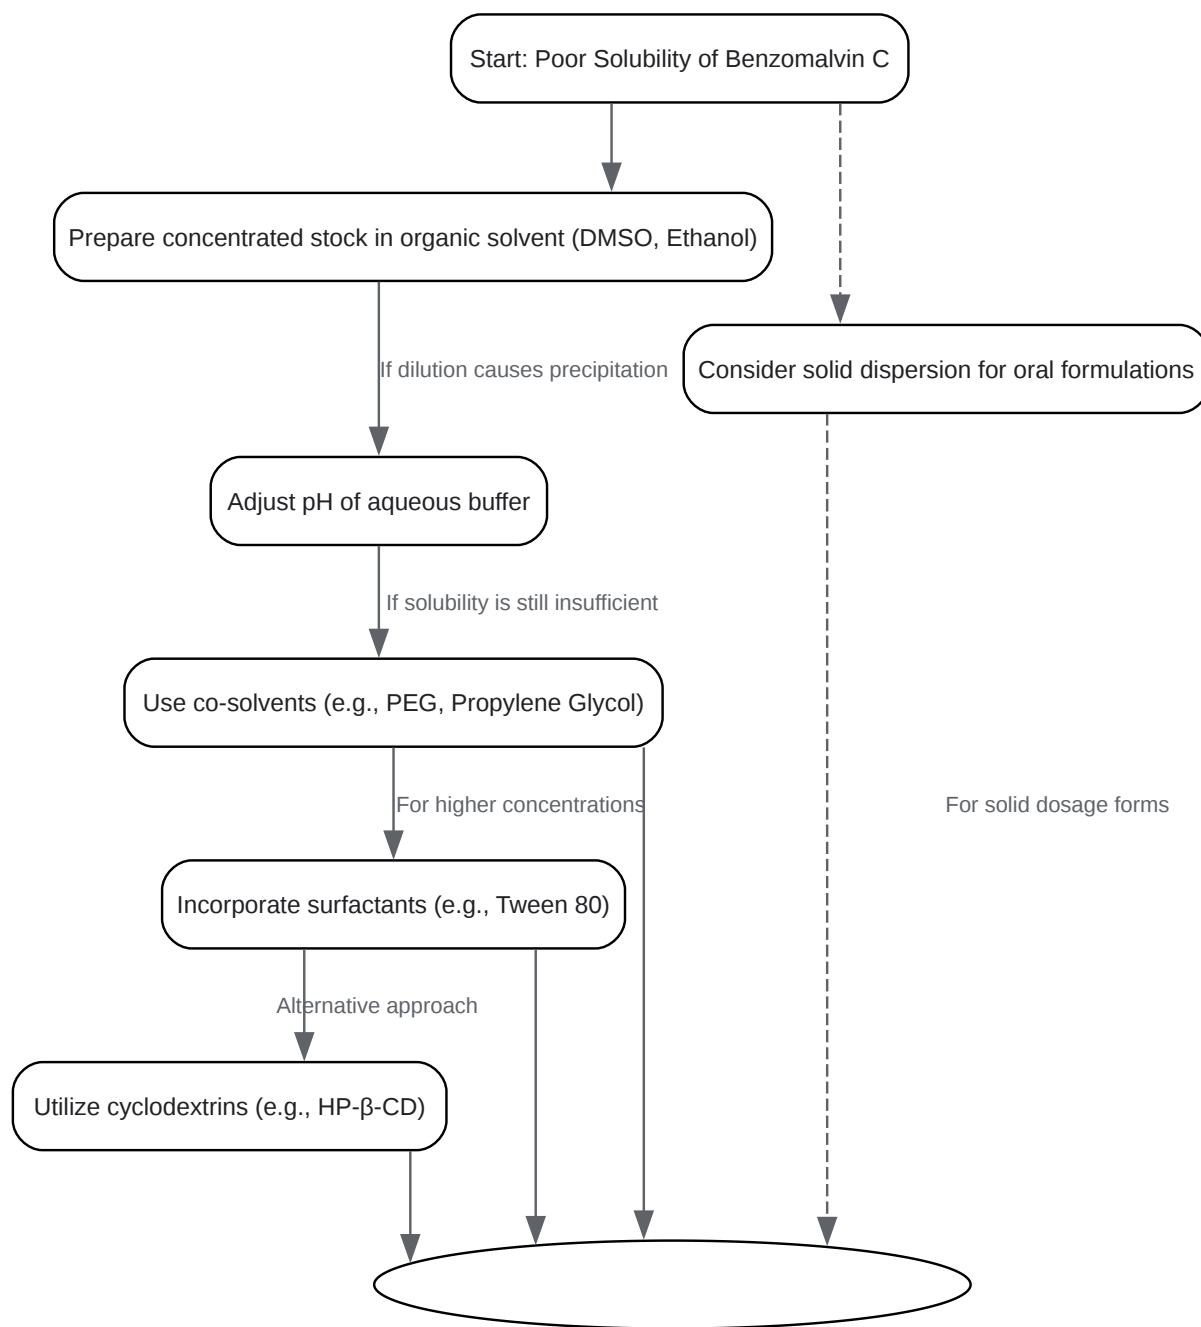 Start: Poor Solubility of Benzomalvin C
Prepare concentrated stock in organic solvent (DMSO, Ethanol)
If dilution causes precipitation
Consider solid dispersion for oral formulations
Adjust pH of aqueous buffer
If solubility is still insufficient
Use co-solvents (e.g., PEG, Propylene Glycol)
For higher concentrations
For solid dosage forms
Incorporate surfactants (e.g., Tween 80)
Alternative approach
Utilize cyclodextrins (e.g., HP-β-CD)